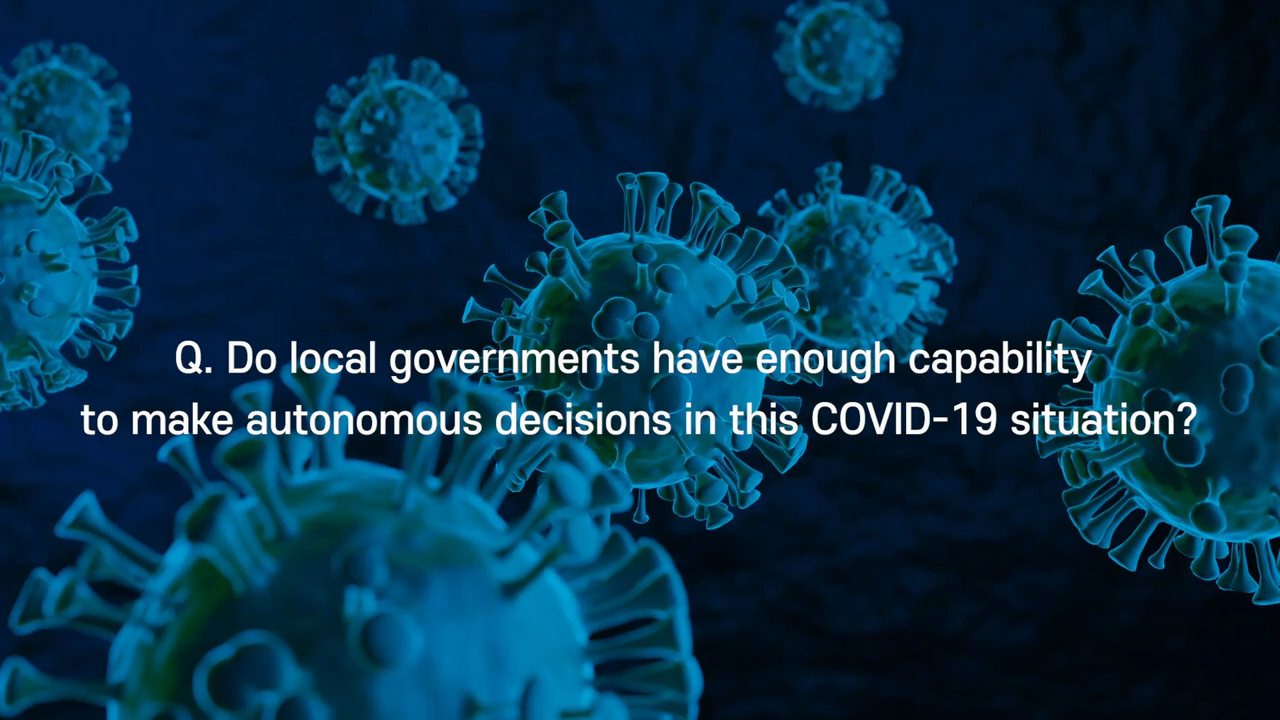 Q. Do local governments have enough capability
to make autonomous decisions in this COVID-19 situation?